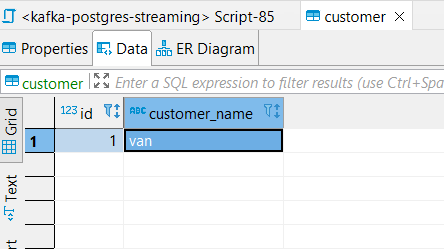 <kafka-postgres-streaming> Script-85 customer
Properties Data ER Diagram
customer Enter a SQL expression to filter results (use Ctrl+Spa
Grid
123 id ABC customer_name
1 1 van
Text